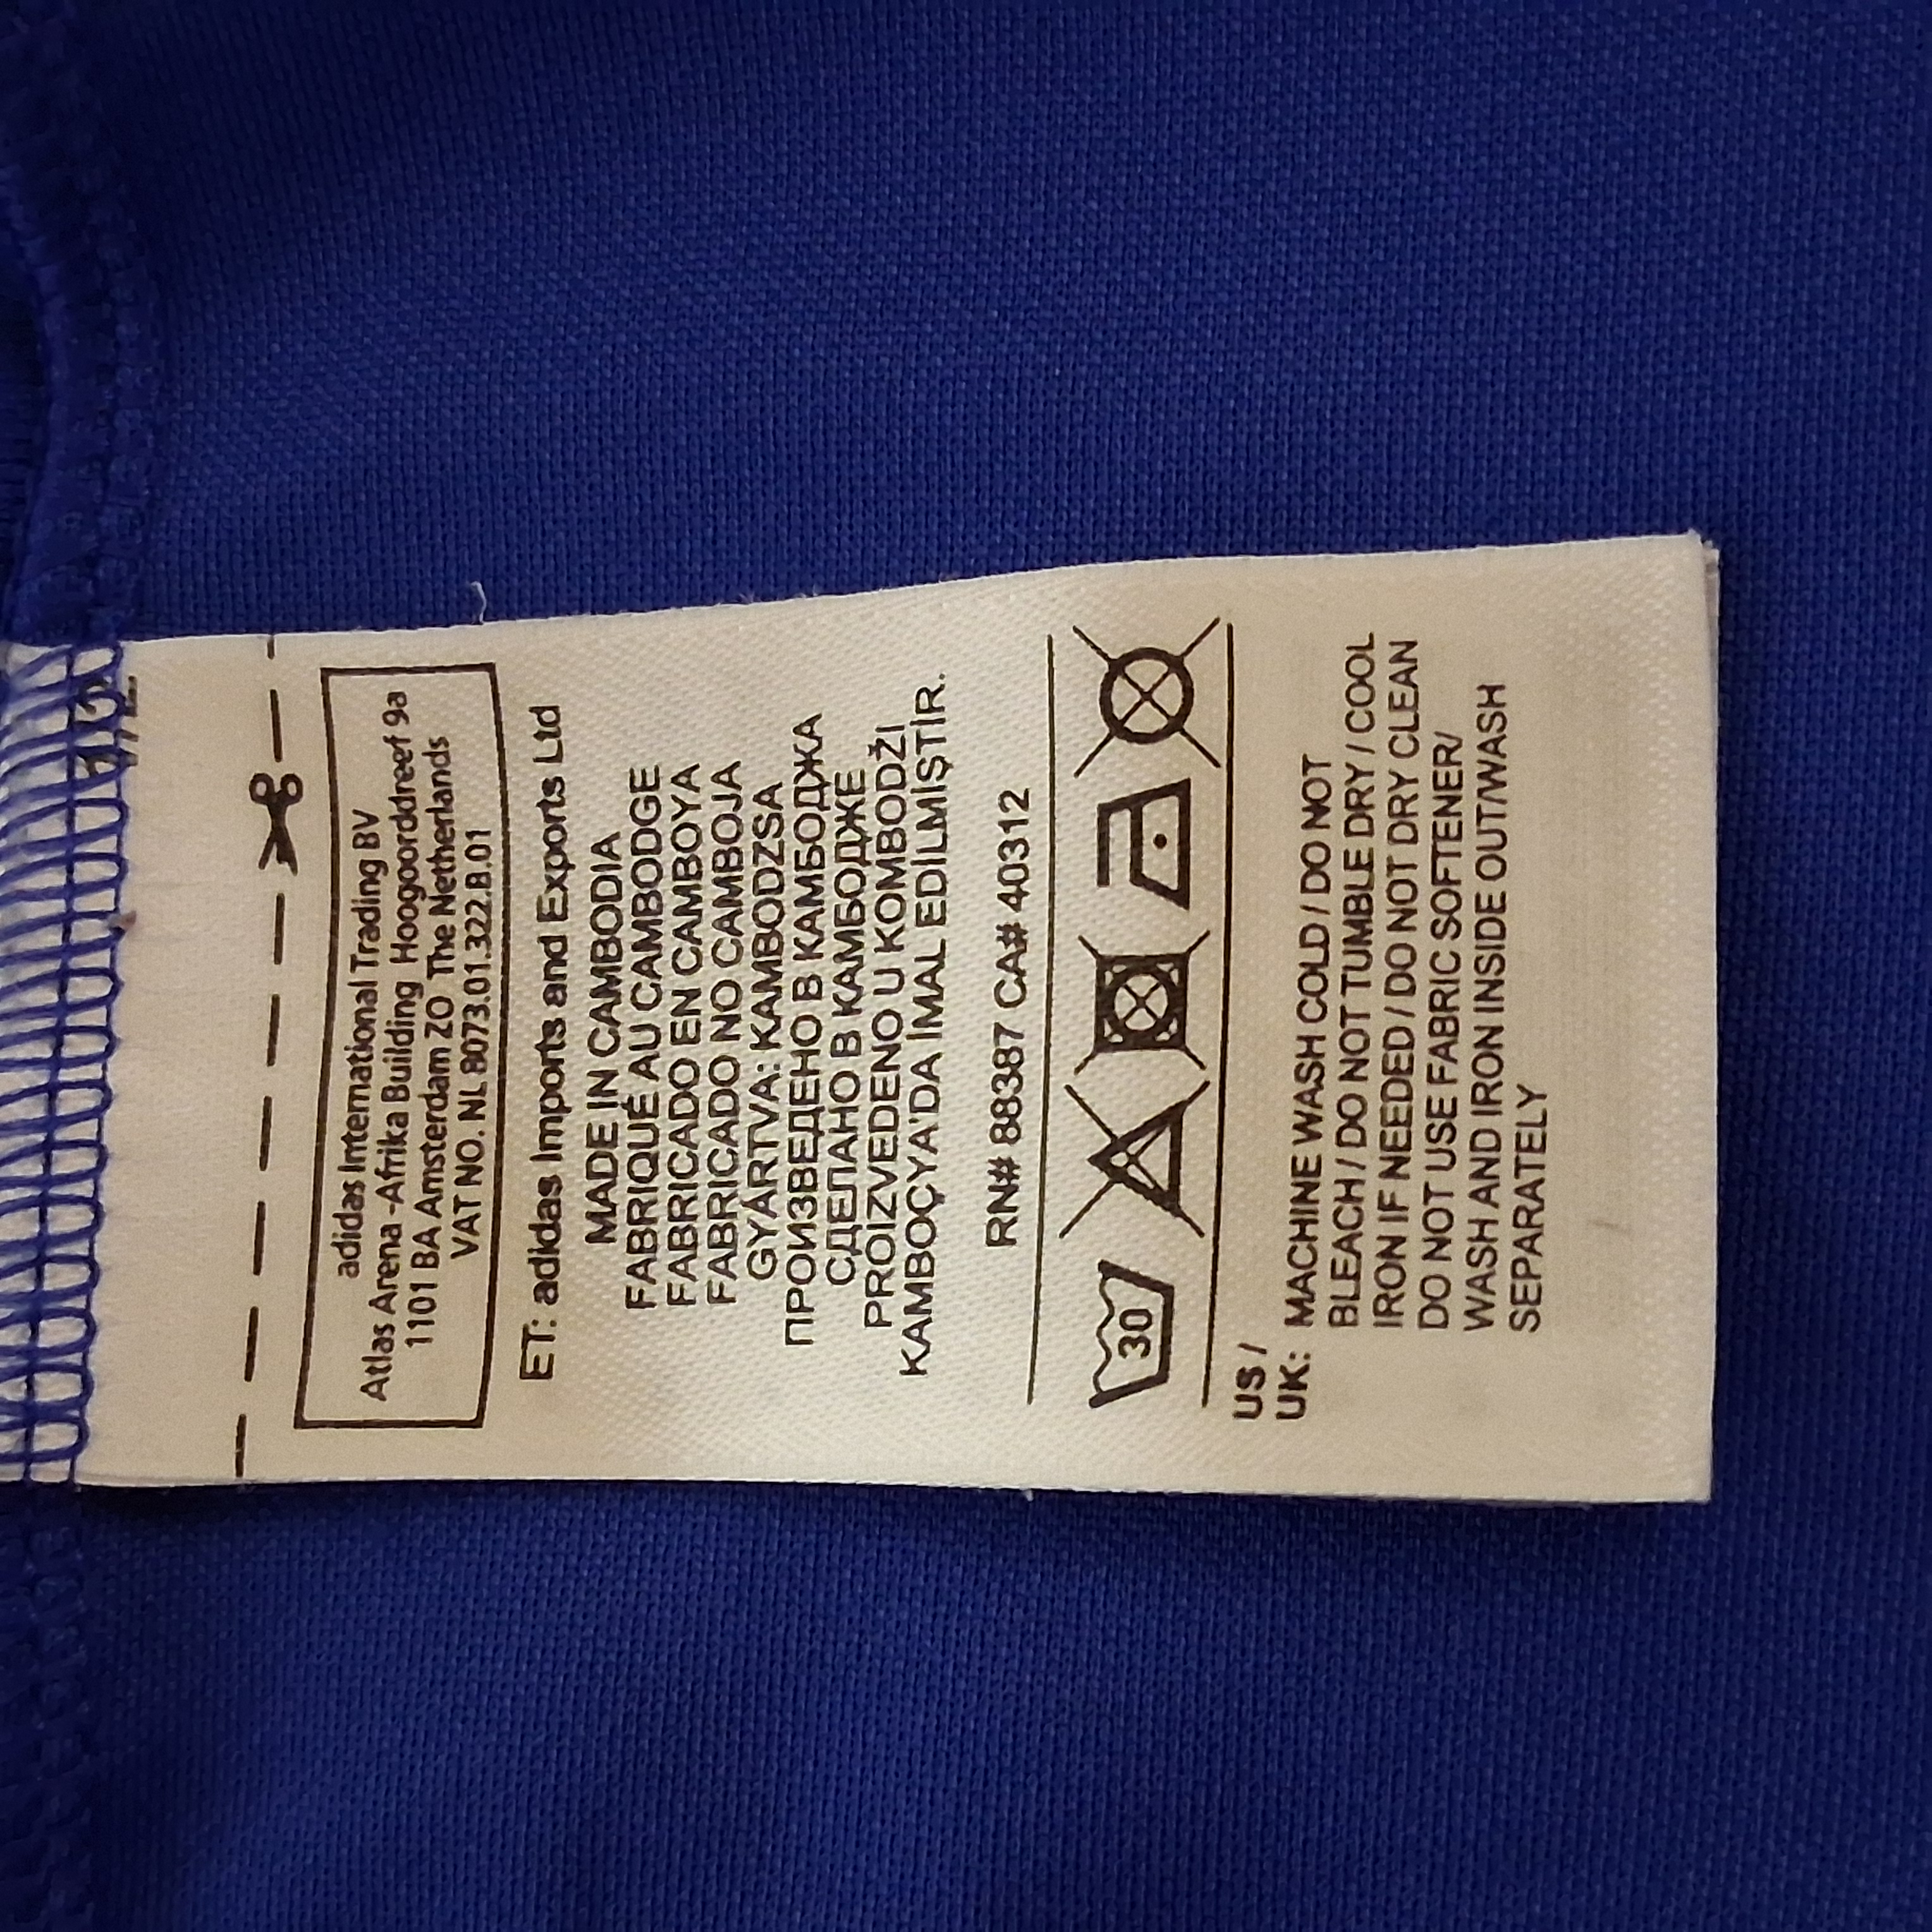 adidas International Trading BV
Atlas Arena -Afrika Building Hoogoorddreef 9a
1101 BA Amsterdam ZO The Netherlands
VAT NO. NL 8073.01.322.B.01
ET: adidas Imports and Exports Ltd
MADE IN CAMBODIA
FABRIQUÉ AU CAMBODGE
FABRICADO EN CAMBOYA
FABRICADO NO CAMBOJA
GYÁRTVA: KAMBODZSA
ПРОИЗВЕДЕНО В КАМБОДЖА
СДЕЛАНО В КАМБОДЖЕ
PROIZVEDENO U KOMBODŽI
KAMBOÇYA'DA İMAL EDİLMİŞTİR.
RN# 88387 CA# 40312
30
US /
UK: MACHINE WASH COLD / DO NOT
BLEACH / DO NOT TUMBLE DRY / COOL
IRON IF NEEDED / DO NOT DRY CLEAN
DO NOT USE FABRIC SOFTENER/
WASH AND IRON INSIDE OUT/WASH
SEPARATELY